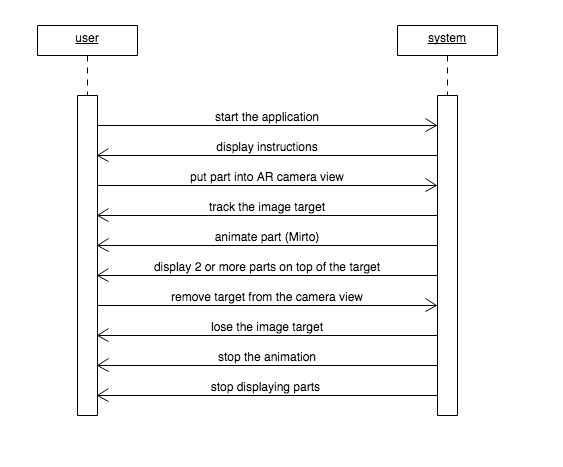 user
system
start the application
display instructions
put part into AR camera view
track the image target
animate part (Mirto)
display 2 or more parts on top of the target
remove target from the camera view
lose the image target
stop the animation
stop displaying parts